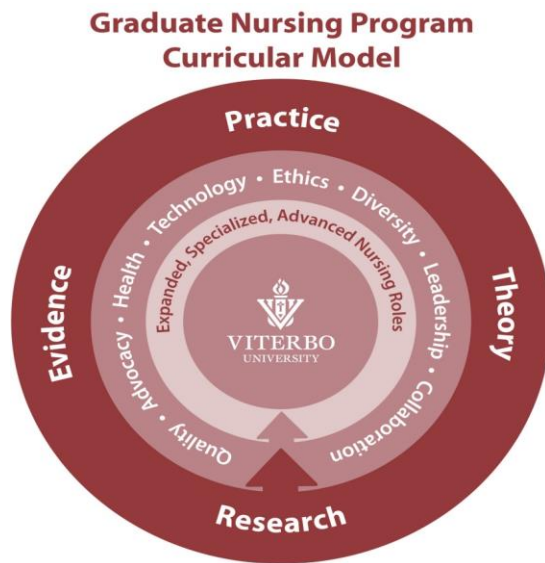 Graduate Nursing Program
Curricular Model
Practice
Evidence
Theory
Research
Quality • Advocacy • Health • Technology • Ethics • Diversity • Leadership • Collaboration
Expanded, Specialized, Advanced Nursing Roles
VITERBO
UNIVERSITY